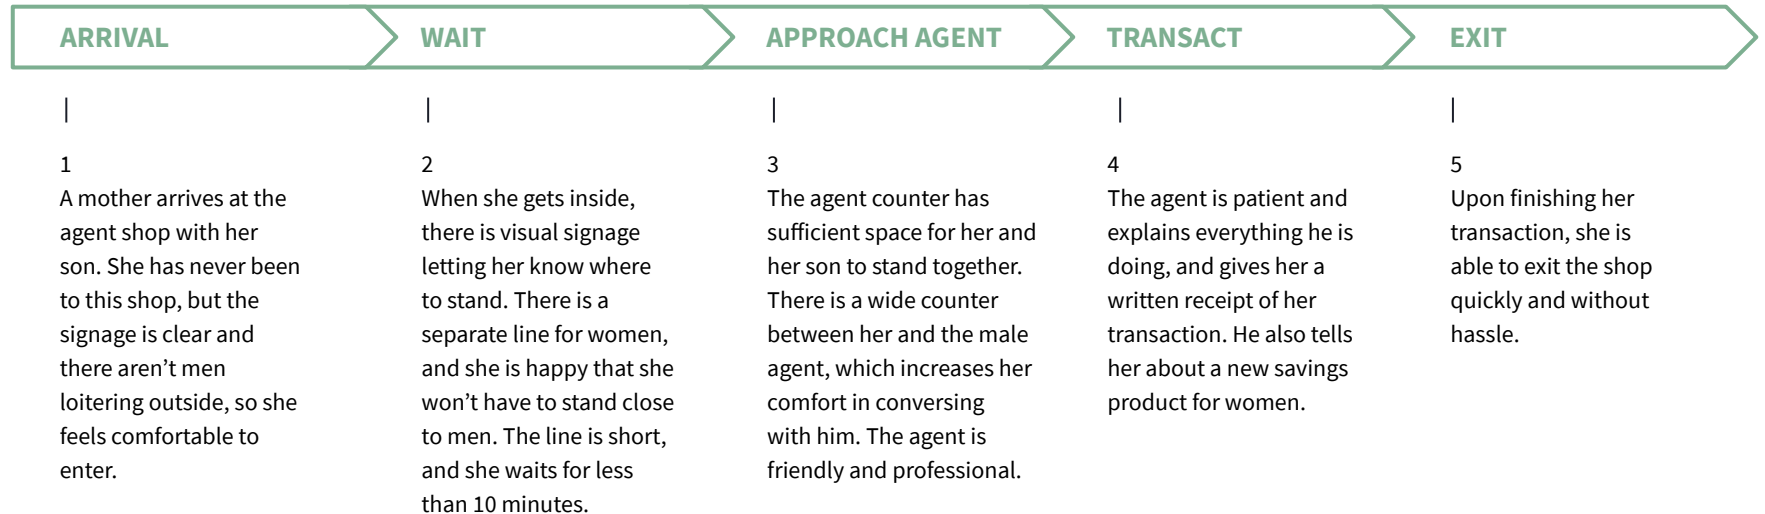 ARRIVAL
WAIT
APPROACH AGENT
TRANSACT
EXIT
1
A mother arrives at the
agent shop with her
son. She has never been
to this shop, but the
signage is clear and
there aren’t men
loitering outside, so she
feels comfortable to
enter.
2
When she gets inside,
there is visual signage
letting her know where
to stand. There is a
separate line for women,
and she is happy that she
won’t have to stand close
to men. The line is short,
and she waits for less
than 10 minutes.
3
The agent counter has
sufficient space for her and
her son to stand together.
There is a wide counter
between her and the male
agent, which increases her
comfort in conversing
with him. The agent is
friendly and professional.
4
The agent is patient and
explains everything he is
doing, and gives her a
written receipt of her
transaction. He also tells
her about a new savings
product for women.
5
Upon finishing her
transaction, she is
able to exit the shop
quickly and without
hassle.